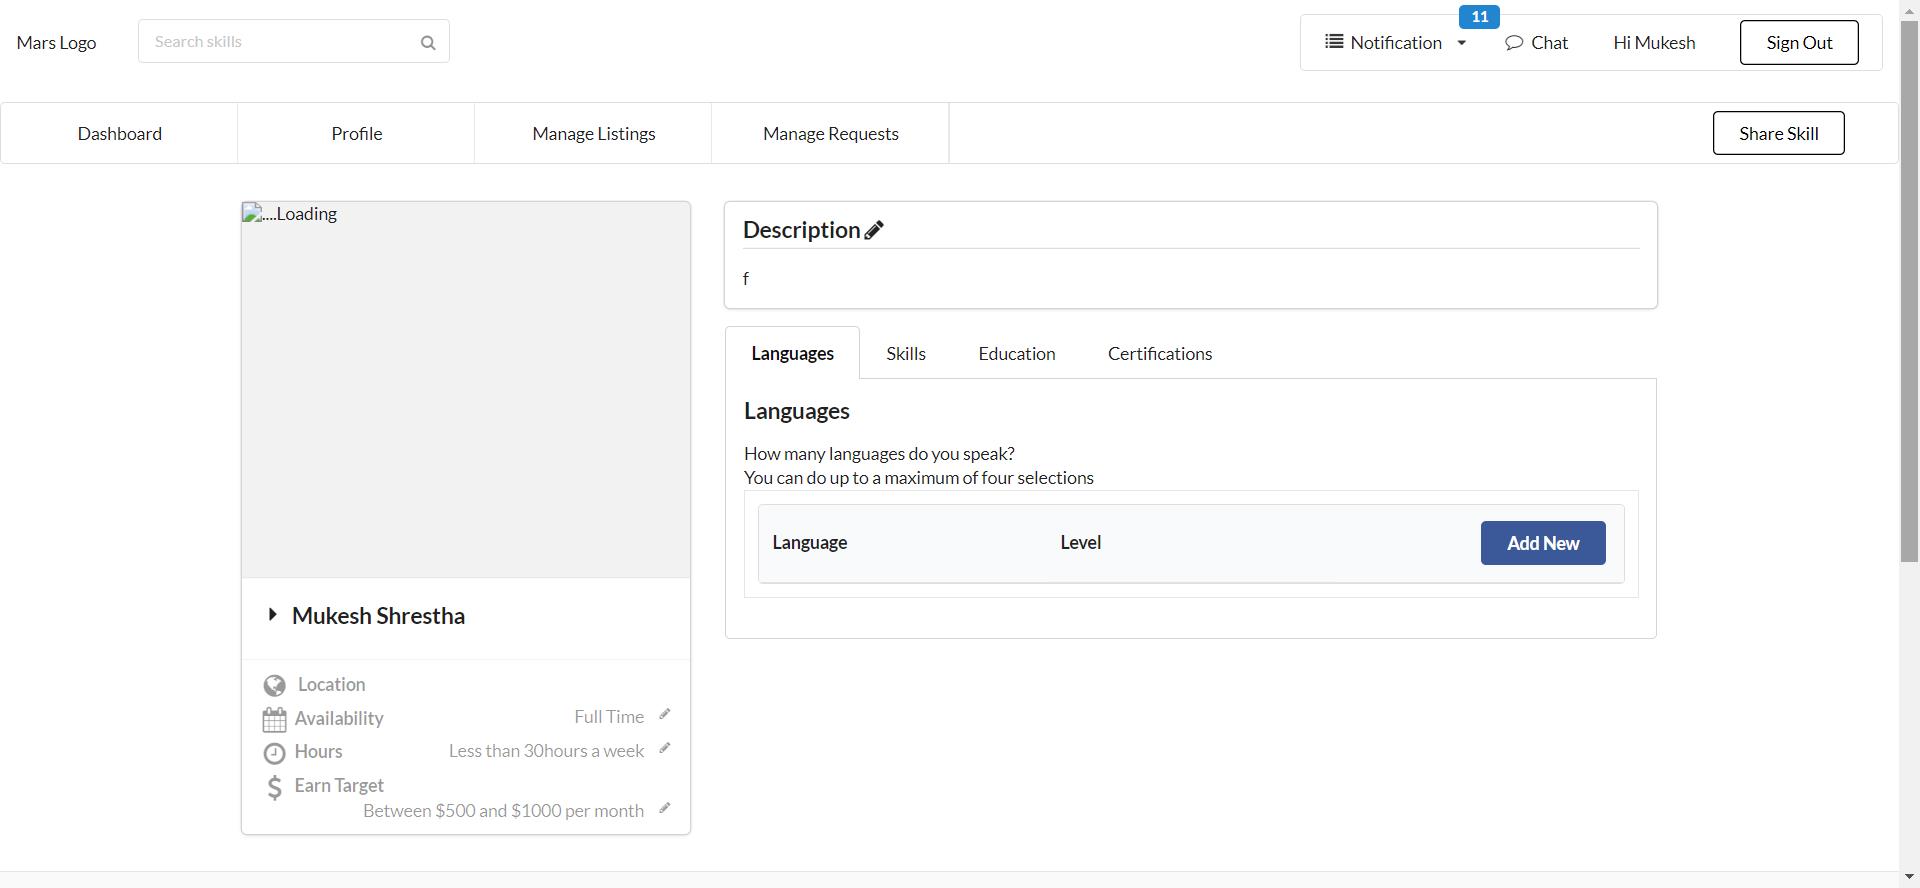 Mars Logo
Search skills
11
Notification
Chat
Hi Mukesh
Sign Out
Dashboard
Profile
Manage Listings
Manage Requests
Share Skill
....Loading
Mukesh Shrestha
Location
Availability
Full Time
Hours
Less than 30hours a week
Earn Target
Between $500 and $1000 per month
Description
f
Languages
Skills
Education
Certifications
Languages
How many languages do you speak?
You can do up to a maximum of four selections
Language
Level
Add New